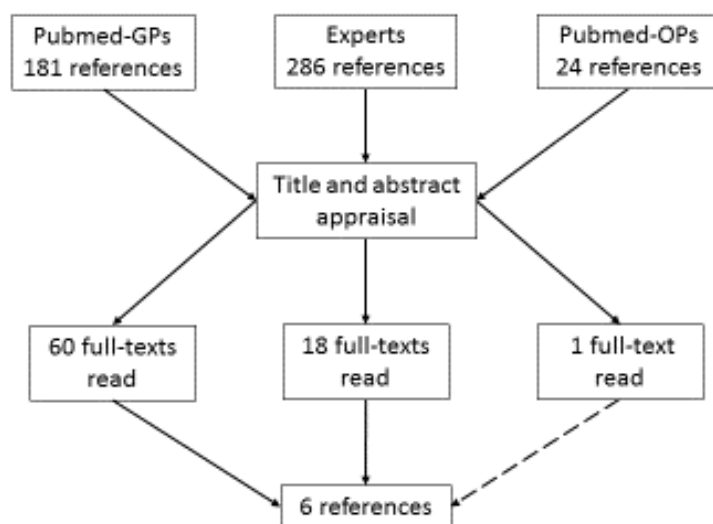 Pubmed-GPs
181 references
Experts
286 references
Pubmed-OPs
24 references
Title and abstract
appraisal
60 full-texts
read
18 full-texts
read
1 full-text
read
6 references